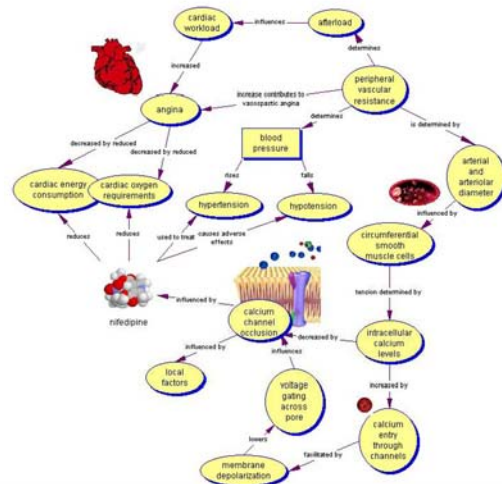 cardiac
workload
influences
afterload
increased
determines
increase contributes to
vasospastic angina
peripheral
vascular
resistance
angina
determines
decreased by reduced
decreased by reduced
blood
pressure
is determined by
arterial
and
arteriolar
diameter
rises
falls
cardiac energy
consumption
cardiac oxygen
requirements
hypertension
hypotension
influenced by
reduces
reduces
used to treat
causes adverse
effects
circumferential
smooth
muscle cells
nifedipine
influenced by
calcium
channel
occlusion
tension determined by
decreased by
intracellular
calcium
levels
influenced by
influences
local
factors
increased by
voltage
gating
across
pore
calcium
entry
through
channels
lowers
facilitated by
membrane
depolarization